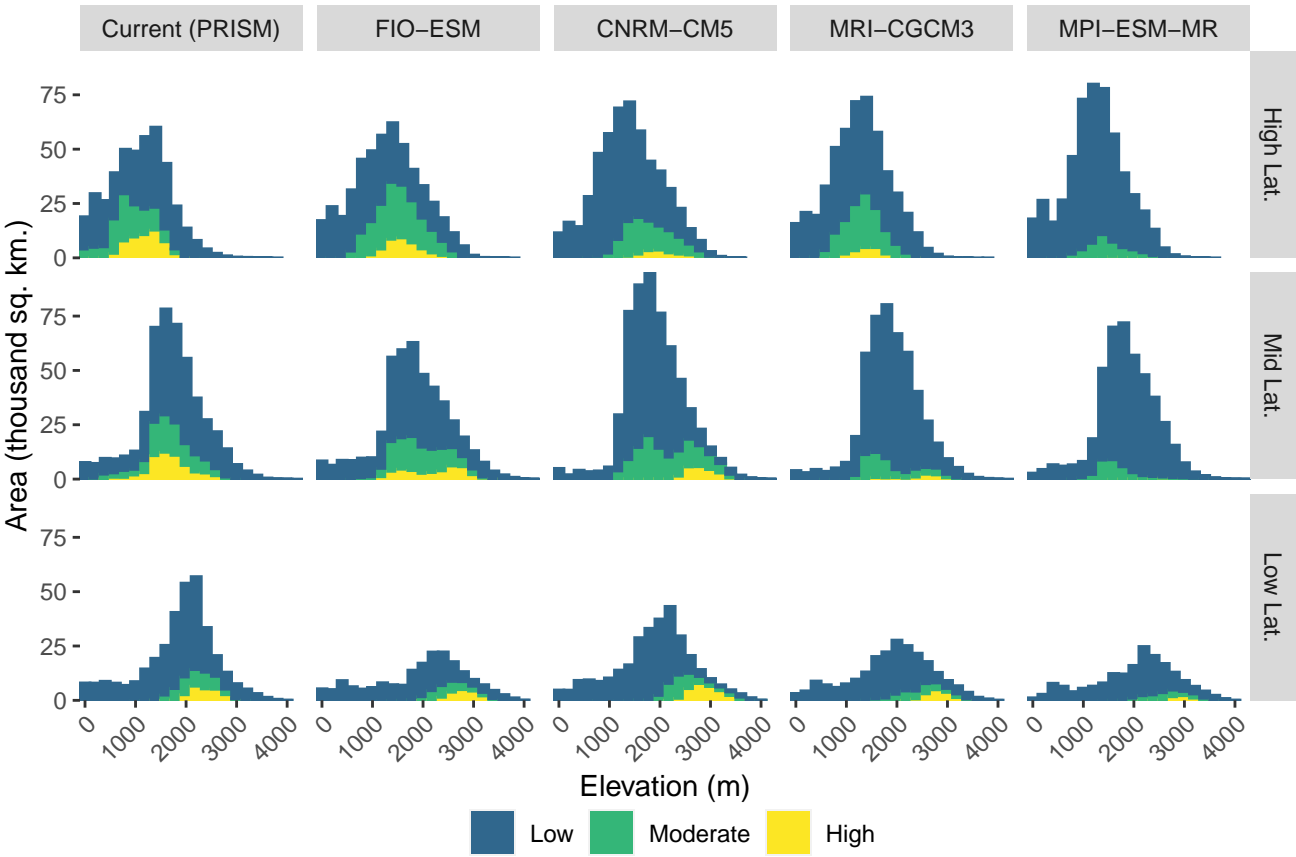 Current (PRISM) FIO−ESM CNRM−CM5 MRI−CGCM3 MPI−ESM−MR
Area (thousand sq. km.)
75
50
25
0
High Lat.
75
50
25
0
Mid Lat.
75
50
25
0
Low Lat.
0 1000 2000 3000 4000 0 1000 2000 3000 4000 0 1000 2000 3000 4000 0 1000 2000 3000 4000 0 1000 2000 3000 4000
Elevation (m)
Low Moderate High